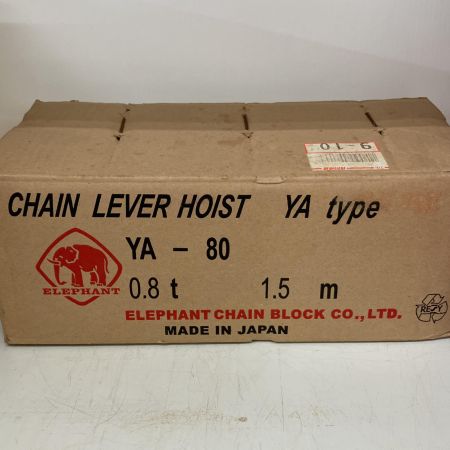 9-10
CHAIN LEVER HOIST YA type
YA - 80
ELEPHANT
0.8 t 1.5 m
ELEPHANT CHAIN BLOCK CO.,LTD.
MADE IN JAPAN
REZY